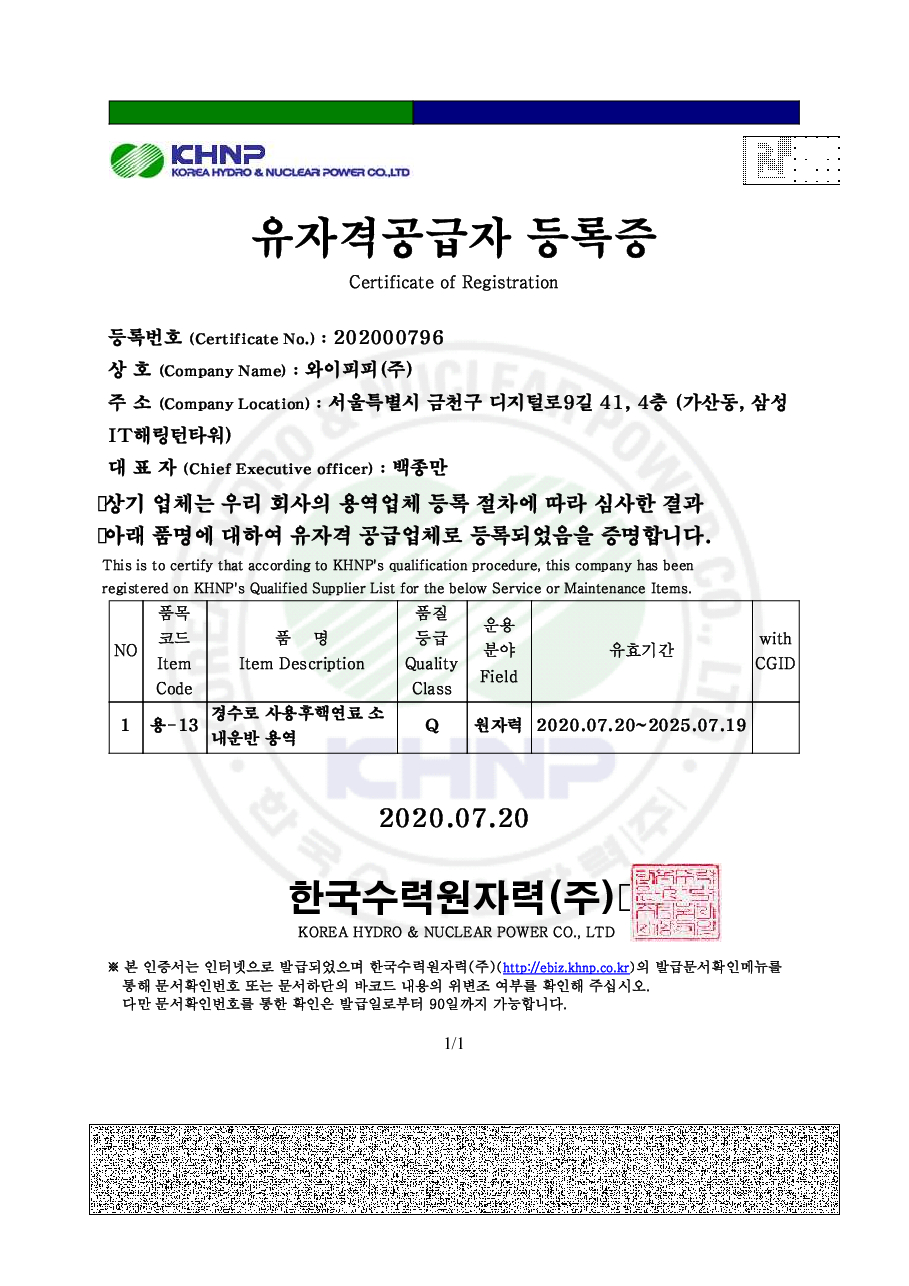 KHNP
KOREA HYDRO & NUCLEAR POWER CO.,LTD
유자격공급자 등록증
Certificate of Registration
등록번호 (Certificate No.) : 202000796
상 호 (Company Name) : 와이피피(주)
주 소 (Company Location) : 서울특별시 금천구 디지털로9길 41, 4층 (가산동, 삼성
IT해링턴타워)
대 표 자 (Chief Executive officer) : 백종만
상기 업체는 우리 회사의 용역업체 등록 절차에 따라 심사한 결과
아래 품명에 대하여 유자격 공급업체로 등록되었음을 증명합니다.
This is to certify that according to KHNP's qualification procedure, this company has been
registered on KHNP's Qualified Supplier List for the below Service or Maintenance Items.
NO 품목 코드 Item Code 품 명 Item Description 품질 등급 Quality Class 운용 분야 Field 유효기간 with CGID
1 용-13 경수로 사용후핵연료 소 Q 원자력 2020.07.20~2025.07.19
내운반 용역
KHNP
2020.07.20
한국수력원자력(주)
KOREA HYDRO & NUCLEAR POWER CO., LTD
※ 본 인증서는 인터넷으로 발급되었으며 한국수력원자력(주)(http://ebiz.khnp.co.kr)의 발급문서확인메뉴를
통해 문서확인번호 또는 문서하단의 바코드 내용의 위변조 여부를 확인해 주십시오.
다만 문서확인번호를 통한 확인은 발급일로부터 90일까지 가능합니다.
1/1